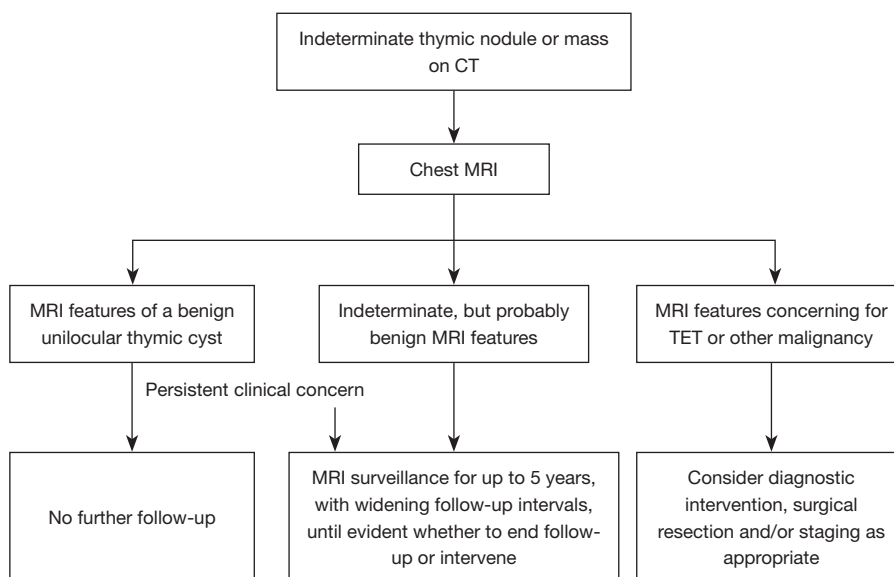 Indeterminate thymic nodule or mass
on CT
Chest MRI
MRI features of a benign
unilocular thymic cyst
Indeterminate, but probably
benign MRI features
MRI features concerning for
TET or other malignancy
Persistent clinical concern
No further follow-up
MRI surveillance for up to 5 years,
with widening follow-up intervals,
until evident whether to end follow-
up or intervene
Consider diagnostic
intervention, surgical
resection and/or staging as
appropriate